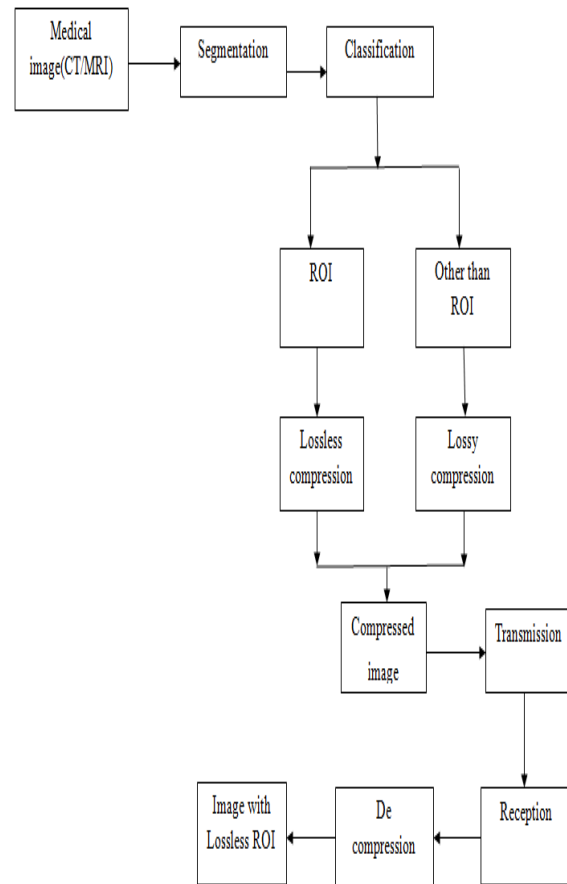 Medical
image(CT/MRI)
Segmentation
Classification
ROI
Other than
ROI
Lossless
compression
Lossy
compression
Compressed
image
Transmission
Reception
De
compression
Image with
Lossless ROI